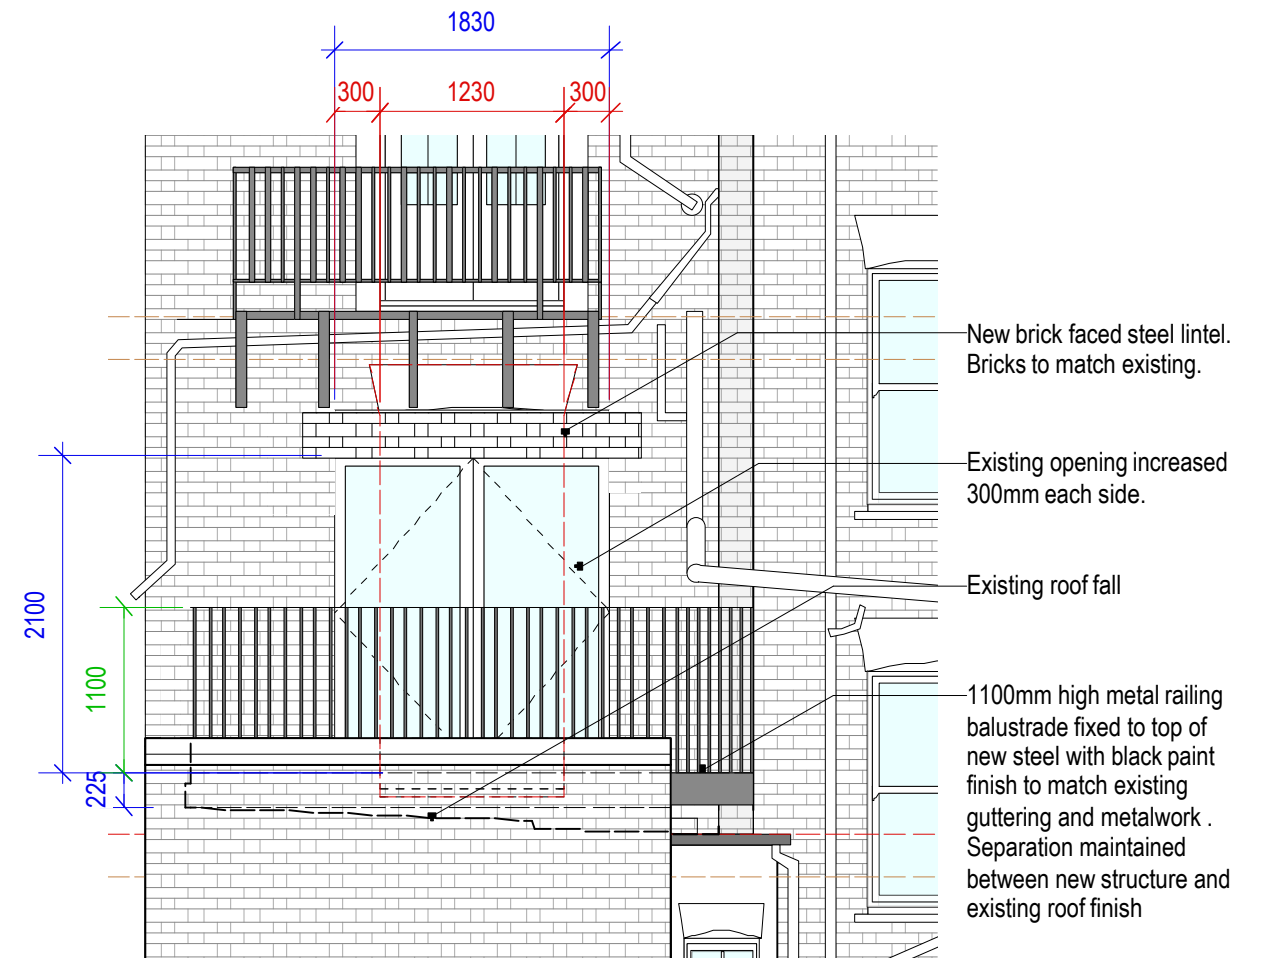 1830
300
1230
300
New brick faced steel lintel.
Bricks to match existing.
Existing opening increased
300mm each side.
Existing roof fall
2100
1100
225
1100mm high metal railing
balustrade fixed to top of
new steel with black paint
finish to match existing
guttering and metalwork .
Separation maintained
between new structure and
existing roof finish